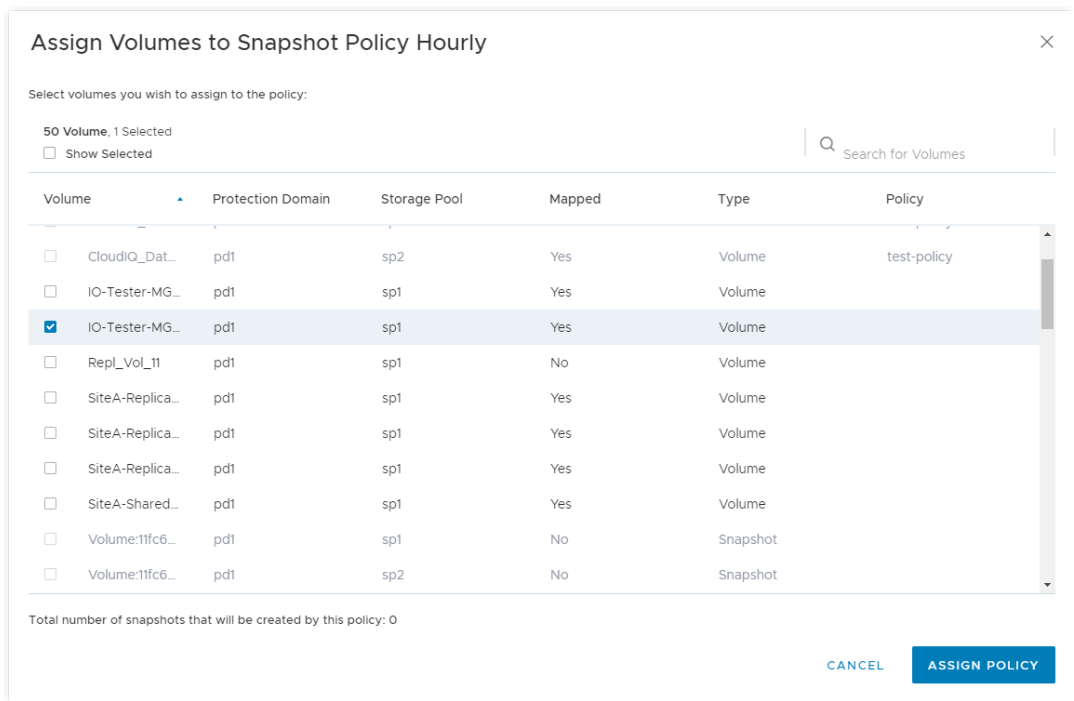 Assign Volumes to Snapshot Policy Hourly
Select volumes you wish to assign to the policy:
50 Volume, 1 Selected
Show Selected
Search for Volumes
Volume Protection Domain Storage Pool Mapped Type Policy
CloudIQ_Dat... pd1 sp2 Yes Volume test-policy
IO-Tester-MG... pd1 sp1 Yes Volume
IO-Tester-MG... pd1 sp1 Yes Volume
Repl_Vol_11 pd1 sp1 No Volume
SiteA-Replica... pd1 sp1 Yes Volume
SiteA-Replica... pd1 sp1 Yes Volume
SiteA-Replica... pd1 sp1 Yes Volume
SiteA-Shared... pd1 sp1 Yes Volume
Volume:11fc6... pd1 sp1 No Snapshot
Volume:11fc6... pd1 sp2 No Snapshot
Total number of snapshots that will be created by this policy: 0
CANCEL ASSIGN POLICY